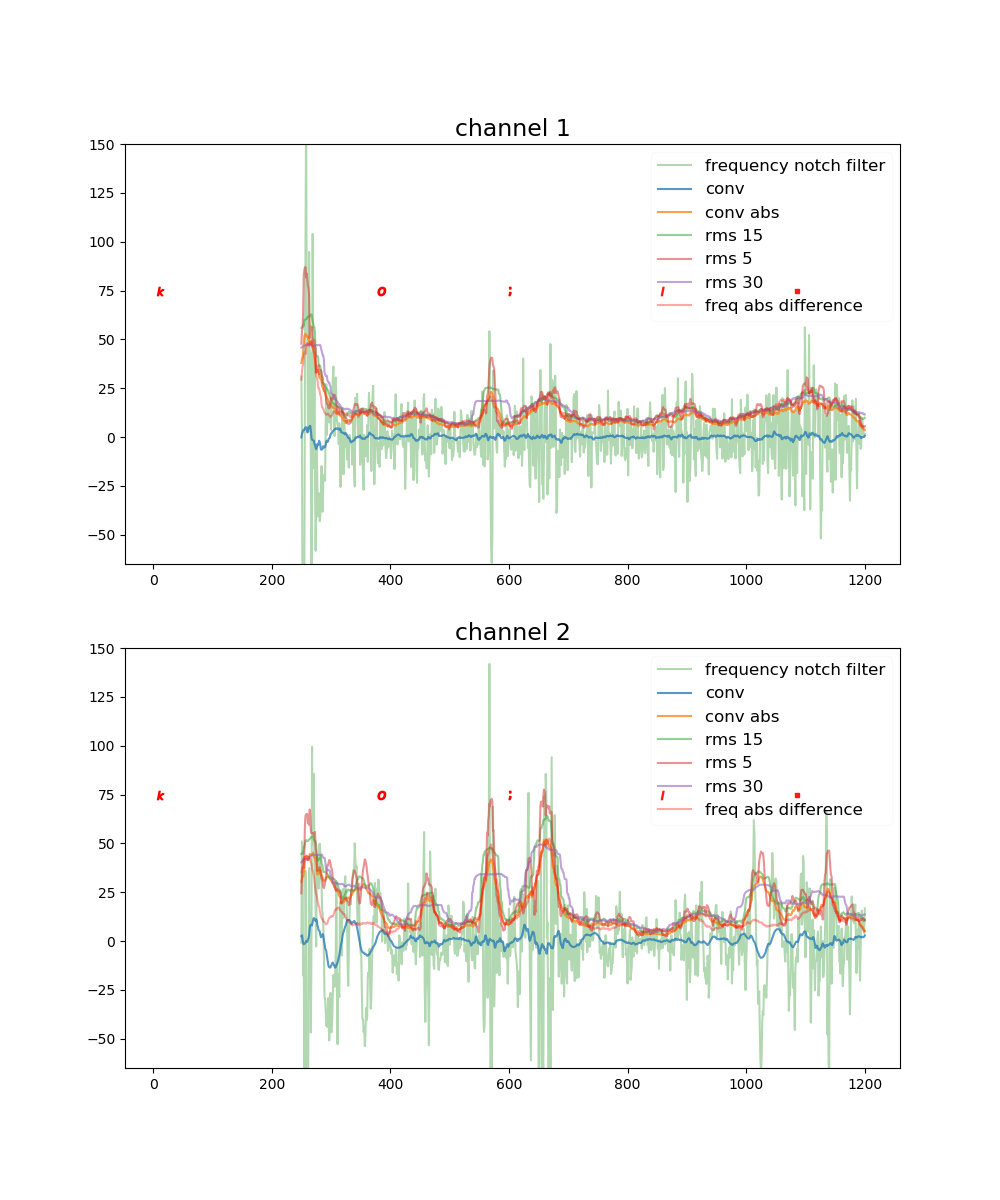 channel 1
150
125
100
75
50
25
0
−25
−50
frequency notch filter
conv
conv abs
rms 15
rms 5
rms 30
freq abs difference
k o ; l .
0 200 400 600 800 1000 1200
channel 2
150
125
100
75
50
25
0
−25
−50
frequency notch filter
conv
conv abs
rms 15
rms 5
rms 30
freq abs difference
k o ; l .
0 200 400 600 800 1000 1200